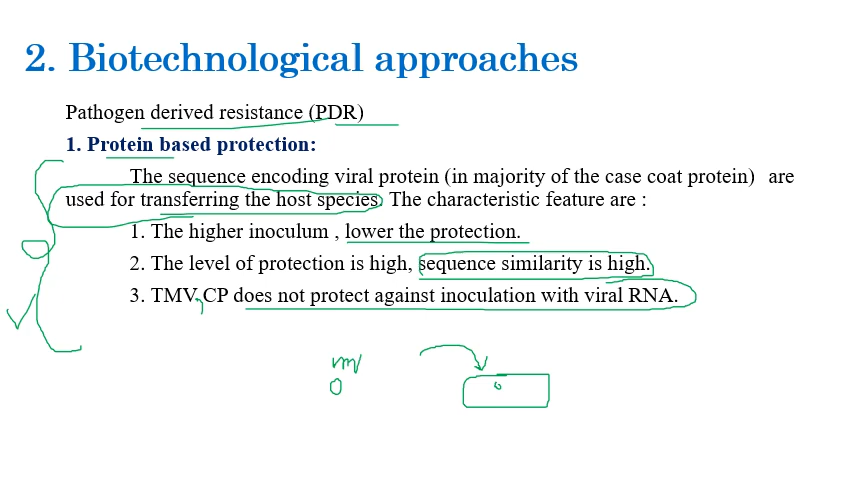 2. Biotechnological approaches
Pathogen derived resistance (PDR)
1. Protein based protection:
The sequence encoding viral protein (in majority of the case coat protein) are
used for transferring the host species. The characteristic feature are :
1. The higher inoculum , lower the protection.
2. The level of protection is high, sequence similarity is high.
3. TMV, CP does not protect against inoculation with viral RNA.